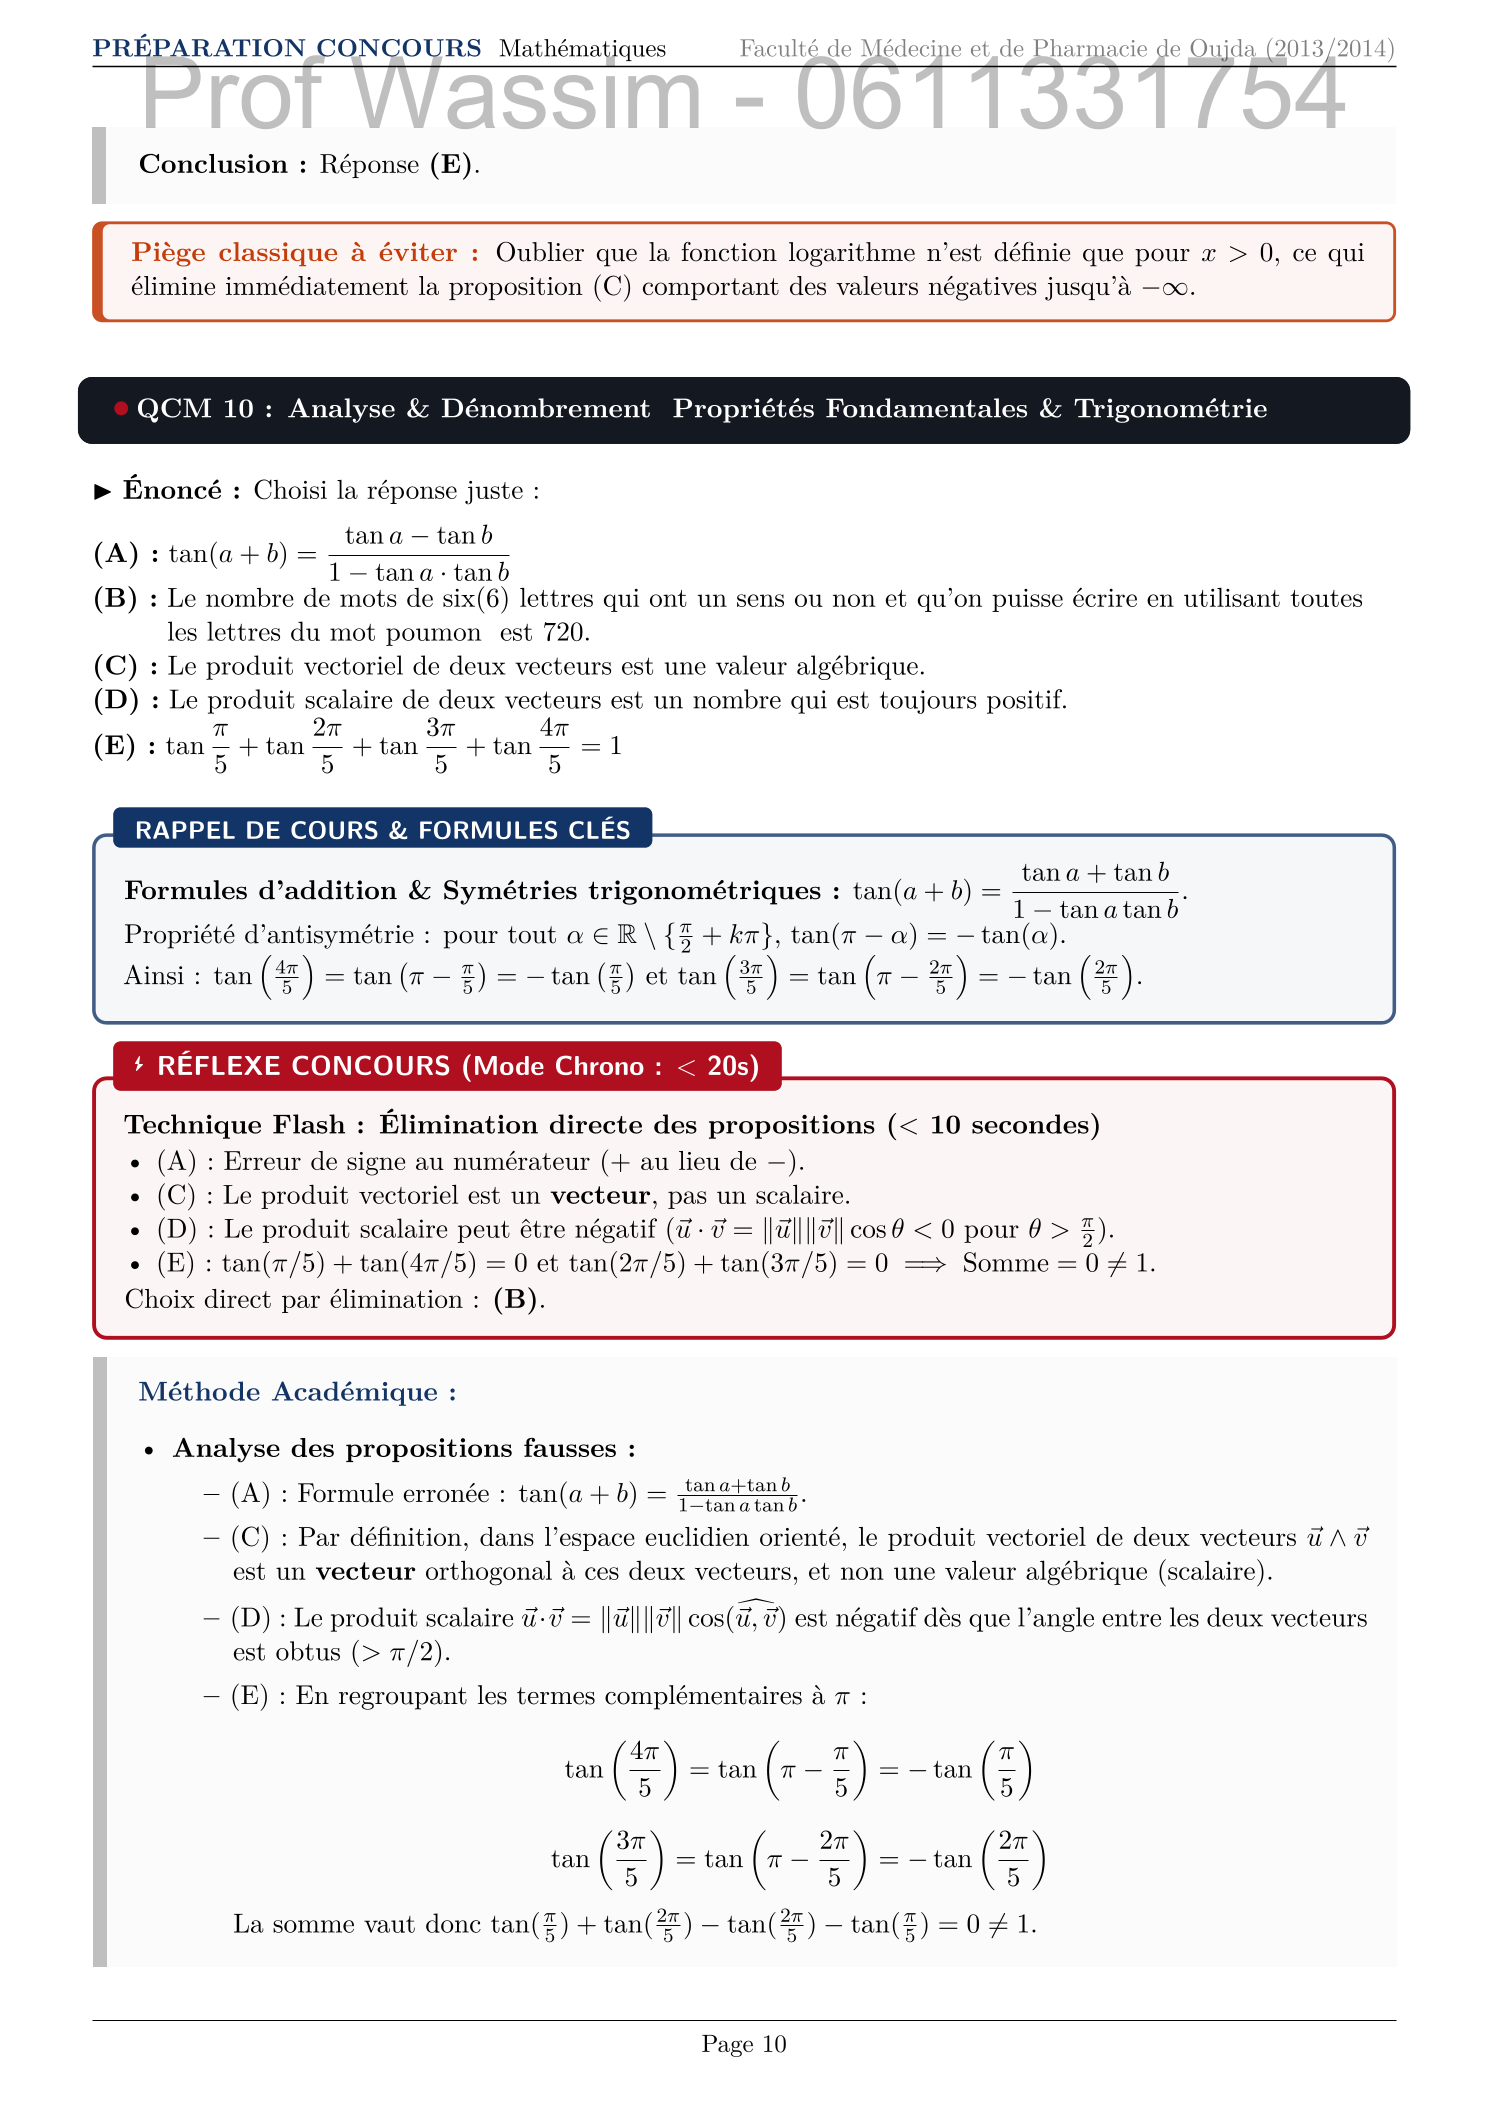 PRÉPARATION CONCOURS Mathématiques Faculté de Médecine et de Pharmacie de Oujda (2013/2014)
Prof Wassim - 0611331754
Conclusion : Réponse (E).
Piège classique à éviter : Oublier que la fonction logarithme n'est définie que pour x > 0, ce qui
élimine immédiatement la proposition (C) comportant des valeurs négatives jusqu'à −∞.
● QCM 10 : Analyse & Dénombrement Propriétés Fondamentales & Trigonométrie
▶ Énoncé : Choisi la réponse juste :
(A) : tan(a + b) = (tan a − tan b)/(1 − tan a · tan b)
(B) : Le nombre de mots de six(6) lettres qui ont un sens ou non et qu'on puisse écrire en utilisant toutes
les lettres du mot poumon est 720.
(C) : Le produit vectoriel de deux vecteurs est une valeur algébrique.
(D) : Le produit scalaire de deux vecteurs est un nombre qui est toujours positif.
(E) : tan π/5 + tan 2π/5 + tan 3π/5 + tan 4π/5 = 1
RAPPEL DE COURS & FORMULES CLÉS
Formules d'addition & Symétries trigonométriques : tan(a + b) = (tan a + tan b)/(1 − tan a tan b).
Propriété d'antisymétrie : pour tout α ∈ ℝ \ {π/2 + kπ}, tan(π − α) = − tan(α).
Ainsi : tan (4π/5) = tan (π − π/5) = − tan (π/5) et tan (3π/5) = tan (π − 2π/5) = − tan (2π/5).
⚡ RÉFLEXE CONCOURS (Mode Chrono : < 20s)
Technique Flash : Élimination directe des propositions (< 10 secondes)
• (A) : Erreur de signe au numérateur (+ au lieu de −).
• (C) : Le produit vectoriel est un vecteur, pas un scalaire.
• (D) : Le produit scalaire peut être négatif (u⃗ · v⃗ = ‖u⃗‖‖v⃗‖ cos θ < 0 pour θ > π/2).
• (E) : tan(π/5) + tan(4π/5) = 0 et tan(2π/5) + tan(3π/5) = 0 ⟹ Somme = 0 ≠ 1.
Choix direct par élimination : (B).
Méthode Académique :
• Analyse des propositions fausses :
– (A) : Formule erronée : tan(a + b) = (tan a+tan b)/(1−tan a tan b).
– (C) : Par définition, dans l'espace euclidien orienté, le produit vectoriel de deux vecteurs u⃗ ∧ v⃗
est un vecteur orthogonal à ces deux vecteurs, et non une valeur algébrique (scalaire).
– (D) : Le produit scalaire u⃗·v⃗ = ‖u⃗‖‖v⃗‖ cos(u⃗, v⃗) est négatif dès que l'angle entre les deux vecteurs
est obtus (> π/2).
– (E) : En regroupant les termes complémentaires à π :
tan (4π/5) = tan (π − π/5) = − tan (π/5)
tan (3π/5) = tan (π − 2π/5) = − tan (2π/5)
La somme vaut donc tan(π/5) + tan(2π/5) − tan(2π/5) − tan(π/5) = 0 ≠ 1.
Page 10